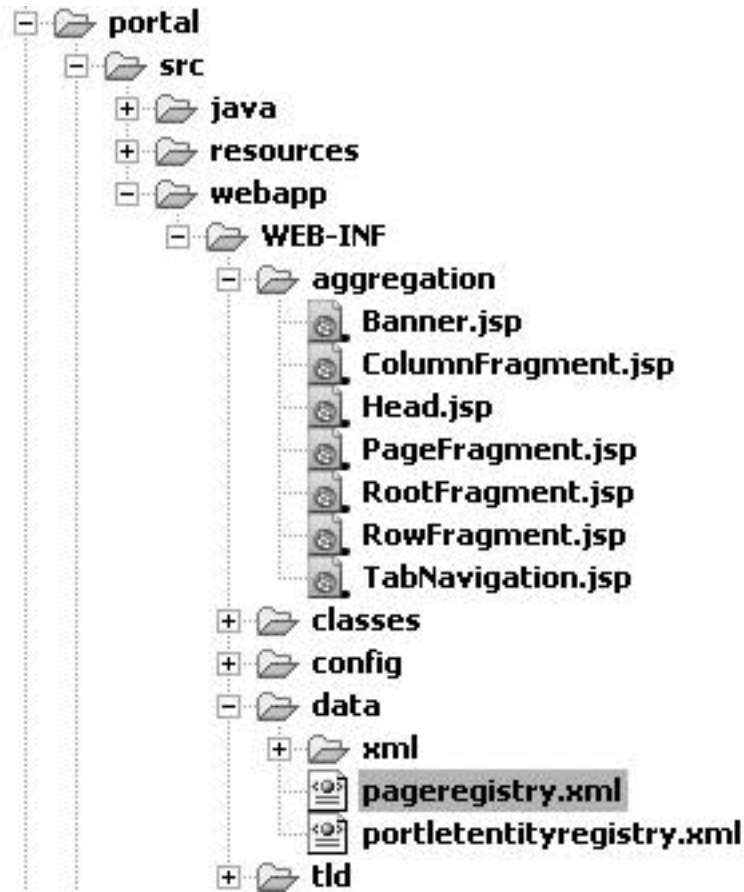 portal
src
java
resources
webapp
WEB-INF
aggregation
Banner.jsp
ColumnFragment.jsp
Head.jsp
PageFragment.jsp
RootFragment.jsp
RowFragment.jsp
TabNavigation.jsp
classes
config
data
xml
pageregistry.xml
portletentityregistry.xml
tld